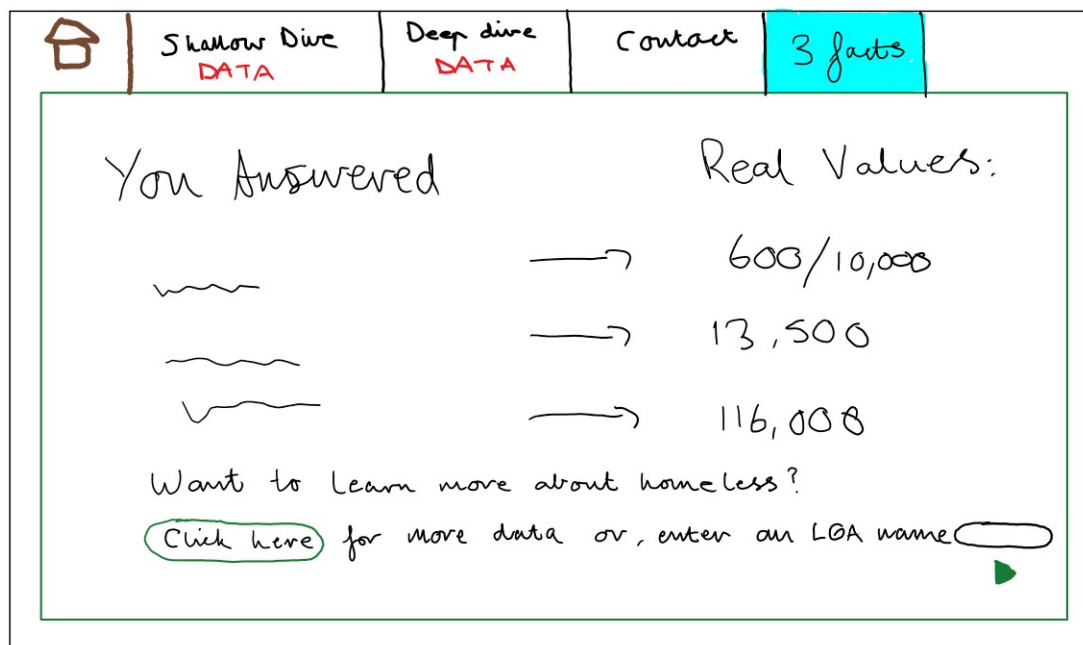 Shallow Dive
DATA
Deep dive
DATA
Contact
3 facts
You Answered
Real Values:
600/10,000
13,500
116,000
Want to learn more about homeless?
Click here for more data or, enter an LGA name